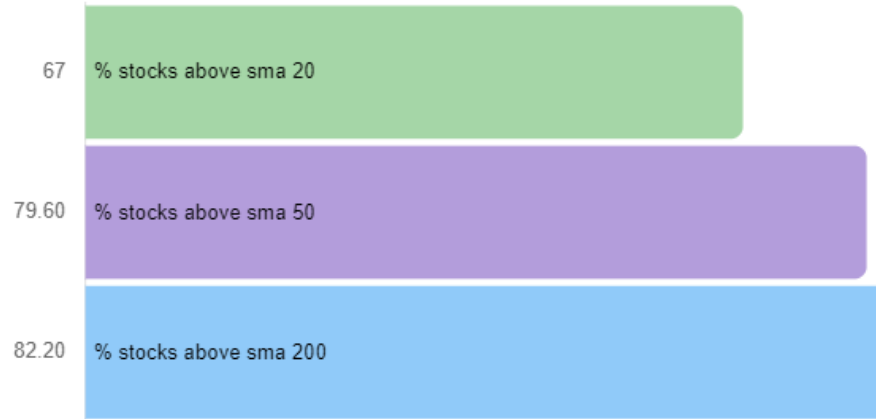 67 % stocks above sma 20
79.60 % stocks above sma 50
82.20 % stocks above sma 200